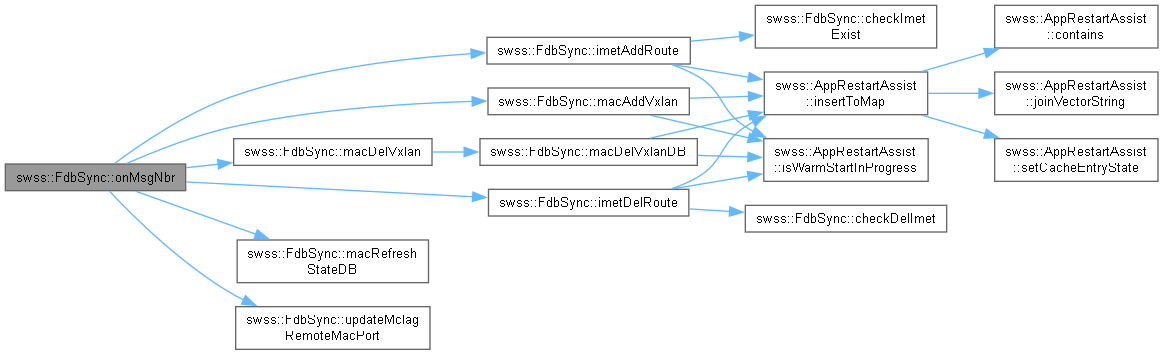 swss::FdbSync::onMsgNbr
swss::FdbSync::imetAddRoute
swss::FdbSync::macAddVxlan
swss::FdbSync::macDelVxlan
swss::FdbSync::macDelVxlanDB
swss::FdbSync::imetDelRoute
swss::FdbSync::macRefresh
StateDB
swss::FdbSync::updateMclag
RemoteMacPort
swss::FdbSync::checkImet
Exist
swss::AppRestartAssist
::insertToMap
swss::AppRestartAssist
::isWarmStartInProgress
swss::FdbSync::checkDelImet
swss::AppRestartAssist
::contains
swss::AppRestartAssist
::joinVectorString
swss::AppRestartAssist
::setCacheEntryState